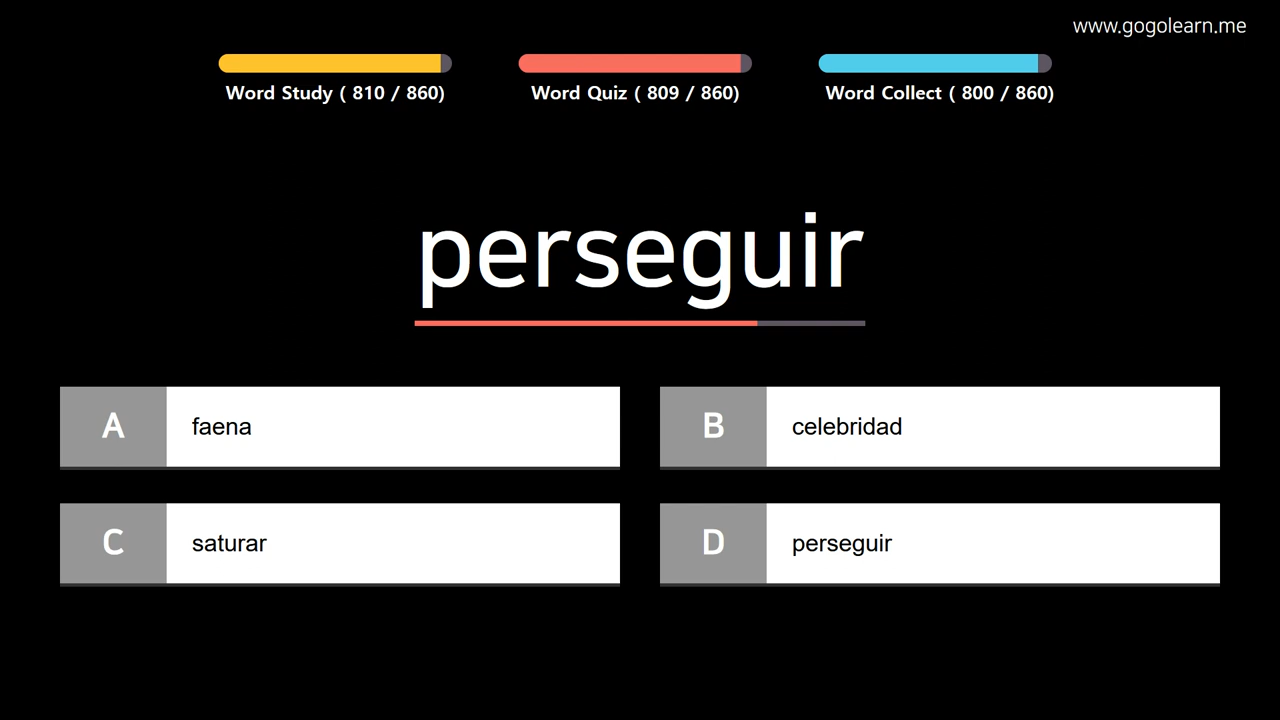 www.gogolearn.me
Word Study ( 810 / 860)
Word Quiz ( 809 / 860)
Word Collect ( 800 / 860)
perseguir
A
faena
B
celebridad
C
saturar
D
perseguir